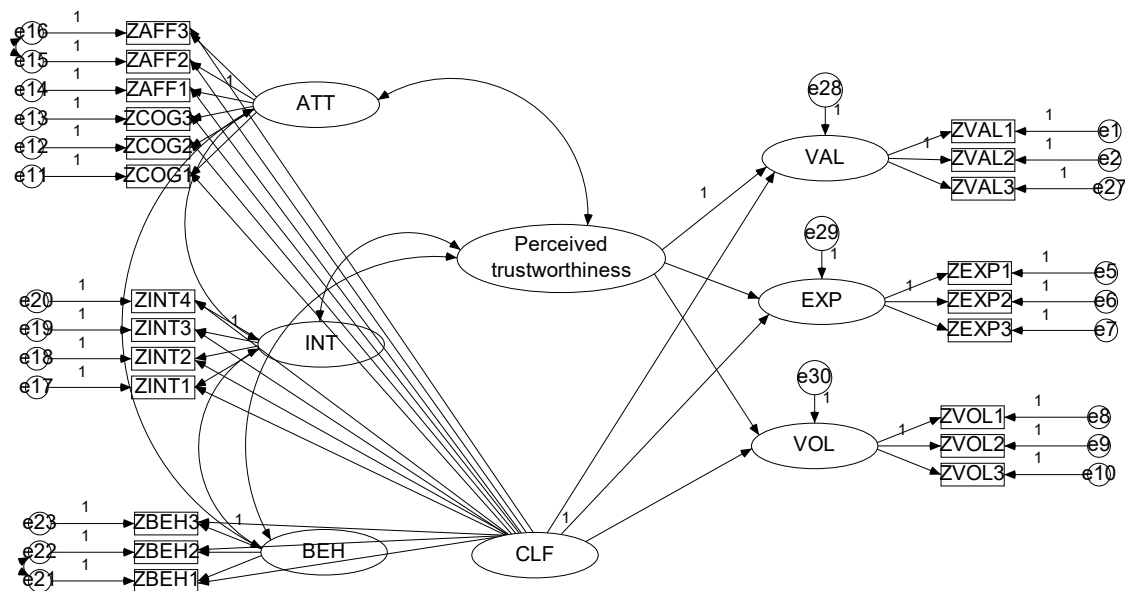 e16 1 ZAFF3
e15 1 ZAFF2
e14 1 ZAFF1
e13 1 ZCOG3
e12 1 ZCOG2
e11 1 ZCOG1
1
ATT
e20 1 ZINT4
e19 1 ZINT3
e18 1 ZINT2
e17 1 ZINT1
1
INT
e23 1 ZBEH3
e22 1 ZBEH2
e21 1 ZBEH1
1
BEH
Perceived
trustworthiness
1
CLF
1
e28
1
VAL
1
ZVAL1 1 e1
ZVAL2 1 e2
ZVAL3 1 e27
e29
1
EXP
1
ZEXP1 1 e5
ZEXP2 1 e6
ZEXP3 1 e7
e30
1
VOL
1
ZVOL1 1 e8
ZVOL2 1 e9
ZVOL3 1 e10